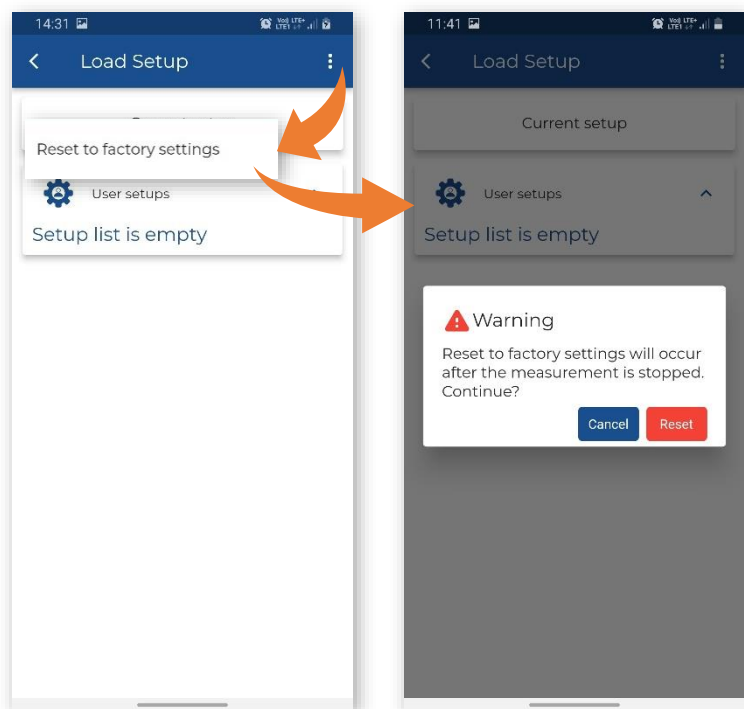 14:31
Load Setup
Reset to factory settings
User setups
Setup list is empty
11:41
Load Setup
Current setup
User setups
Setup list is empty
Warning
Reset to factory settings will occur
after the measurement is stopped.
Continue?
Cancel
Reset